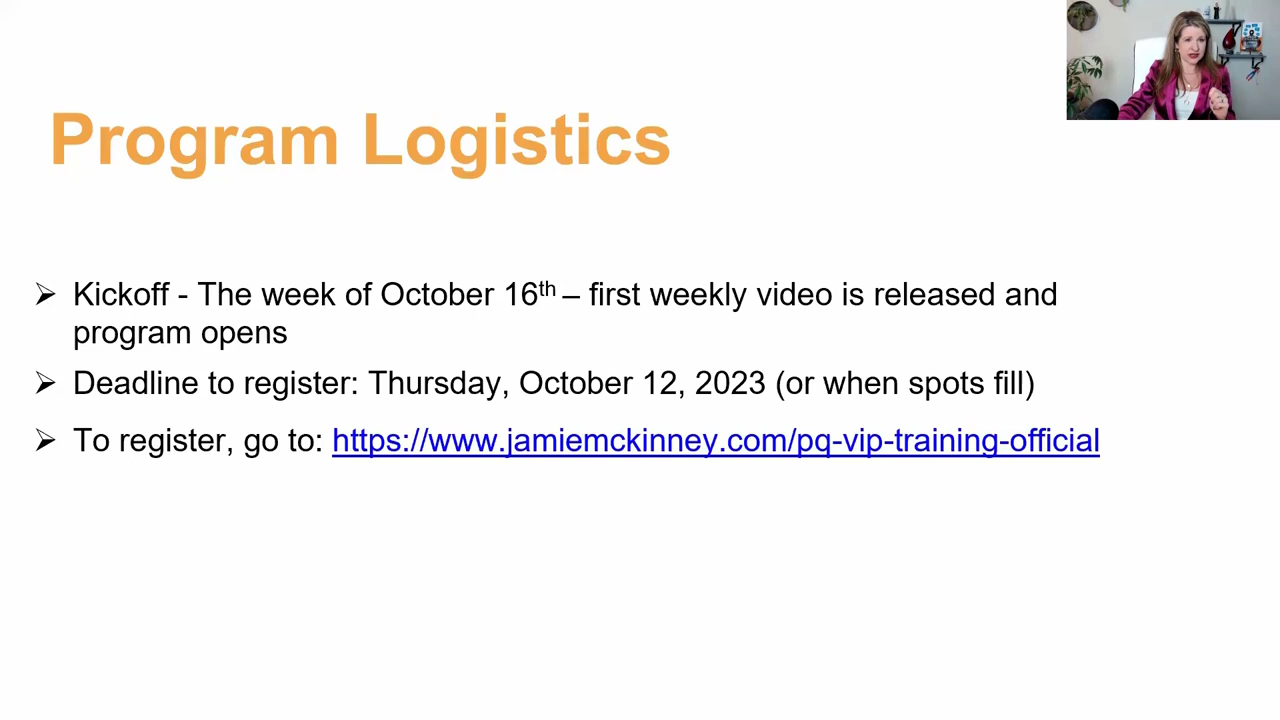 Program Logistics
➢ Kickoff - The week of October 16th – first weekly video is released and
program opens
➢ Deadline to register: Thursday, October 12, 2023 (or when spots fill)
➢ To register, go to: https://www.jamiemckinney.com/pq-vip-training-official